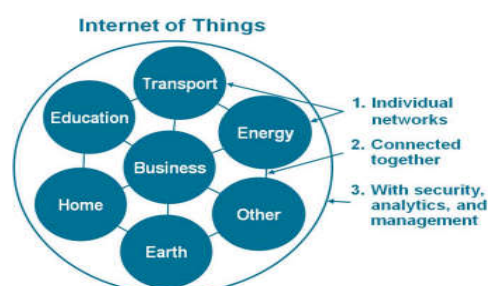 Internet of Things
Transport
Education
Energy
Business
Home
Other
Earth
1. Individual
networks
2. Connected
together
3. With security,
analytics, and
management